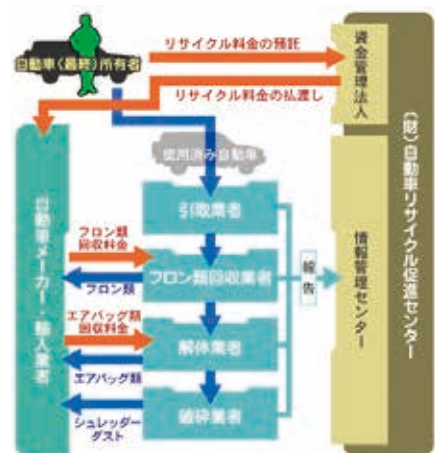 自動車(最終)所有者
リサイクル料金の預託
リサイクル料金の払渡し
資金管理法人
(財)自動車リサイクル促進センター
使用済み自動車
引取業者
フロン類
回収料金
フロン類回収業者
フロン類
エアバッグ類
回収料金
解体業者
エアバッグ類
シュレッダー
ダスト
破砕業者
報告
情報管理センター
自動車メーカー・輸入業者